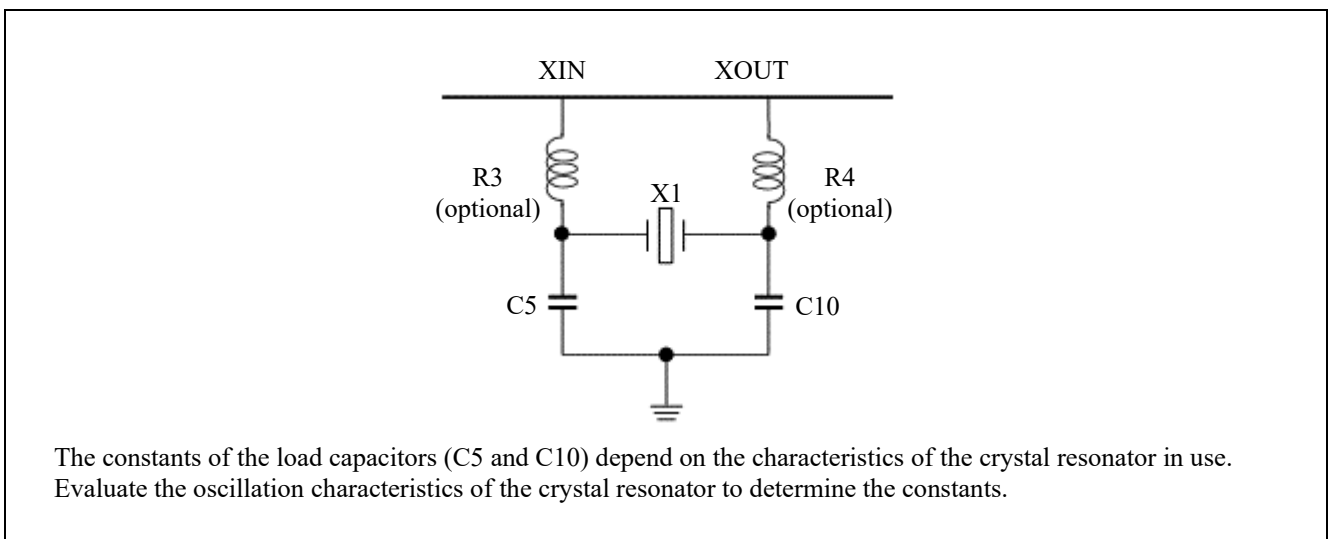 XIN XOUT
R3
(optional)
X1
R4
(optional)
C5
C10
The constants of the load capacitors (C5 and C10) depend on the characteristics of the crystal resonator in use.
Evaluate the oscillation characteristics of the crystal resonator to determine the constants.